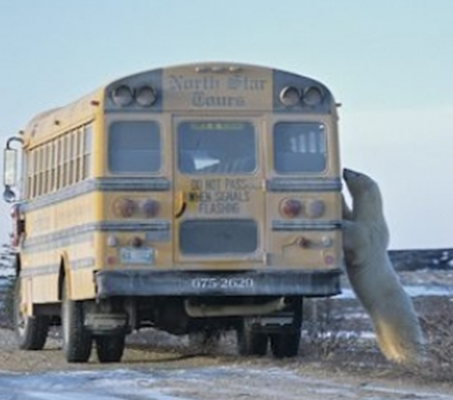 North Star
Tours
DO NOT PASS
WHEN SIGNALS
FLASHING
675-2629